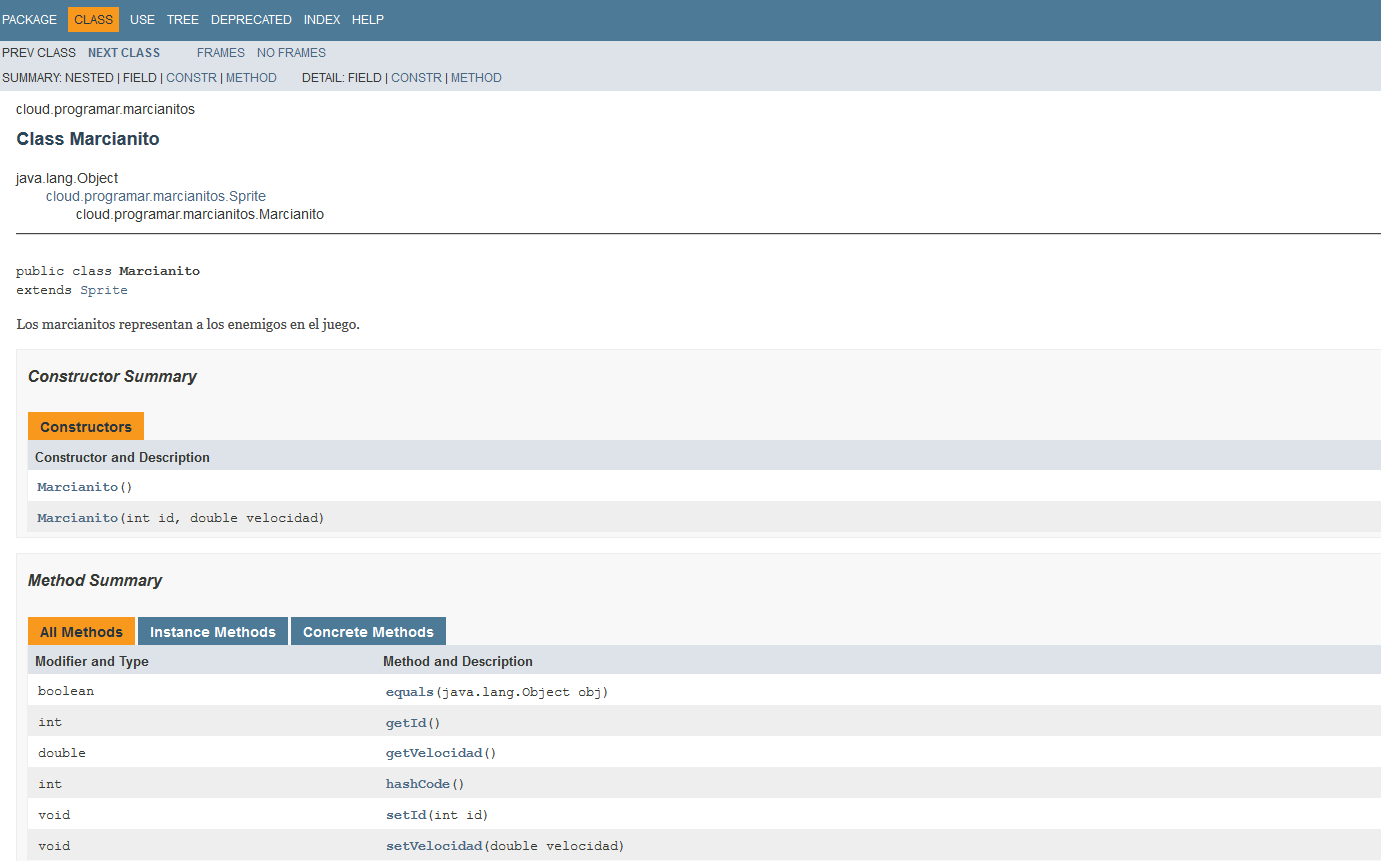 PACKAGE CLASS USE TREE DEPRECATED INDEX HELP
PREV CLASS NEXT CLASS FRAMES NO FRAMES
SUMMARY: NESTED | FIELD | CONSTR | METHOD DETAIL: FIELD | CONSTR | METHOD
cloud.programar.marcianitos
Class Marcianito
java.lang.Object
cloud.programar.marcianitos.Sprite
cloud.programar.marcianitos.Marcianito
public class Marcianito
extends Sprite
Los marcianitos representan a los enemigos en el juego.
Constructor Summary
Constructors
Constructor and Description
Marcianito()
Marcianito(int id, double velocidad)
Method Summary
All Methods Instance Methods Concrete Methods
Modifier and Type Method and Description
boolean equals(java.lang.Object obj)
int getId()
double getVelocidad()
int hashCode()
void setId(int id)
void setVelocidad(double velocidad)